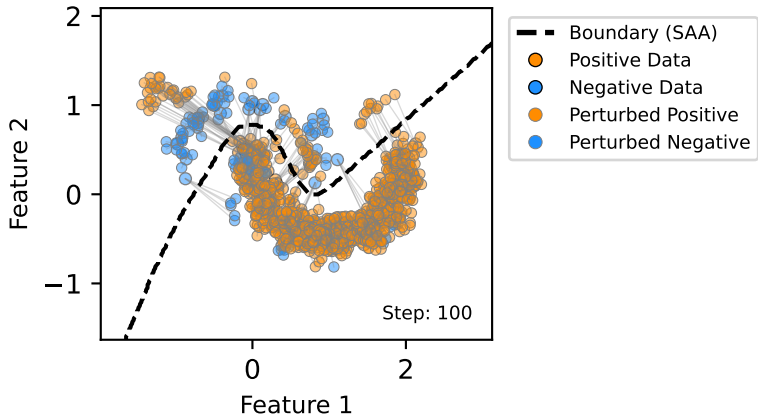 2
1
0
−1
Feature 2
0
2
Feature 1
Step: 100
Boundary (SAA)
Positive Data
Negative Data
Perturbed Positive
Perturbed Negative